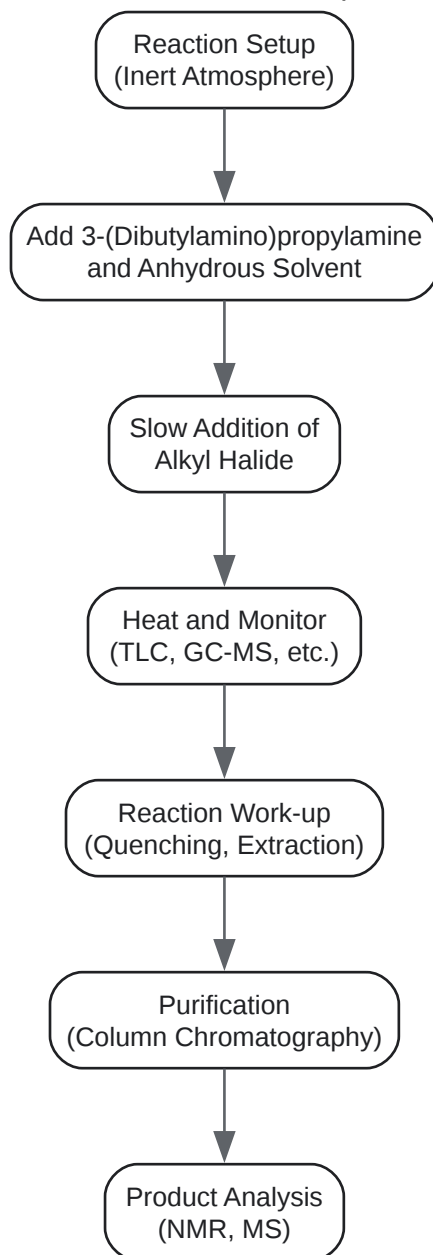 Reaction Setup
(Inert Atmosphere)
Add 3-(Dibutylamino)propylamine
and Anhydrous Solvent
Slow Addition of
Alkyl Halide
Heat and Monitor
(TLC, GC-MS, etc.)
Reaction Work-up
(Quenching, Extraction)
Purification
(Column Chromatography)
Product Analysis
(NMR, MS)